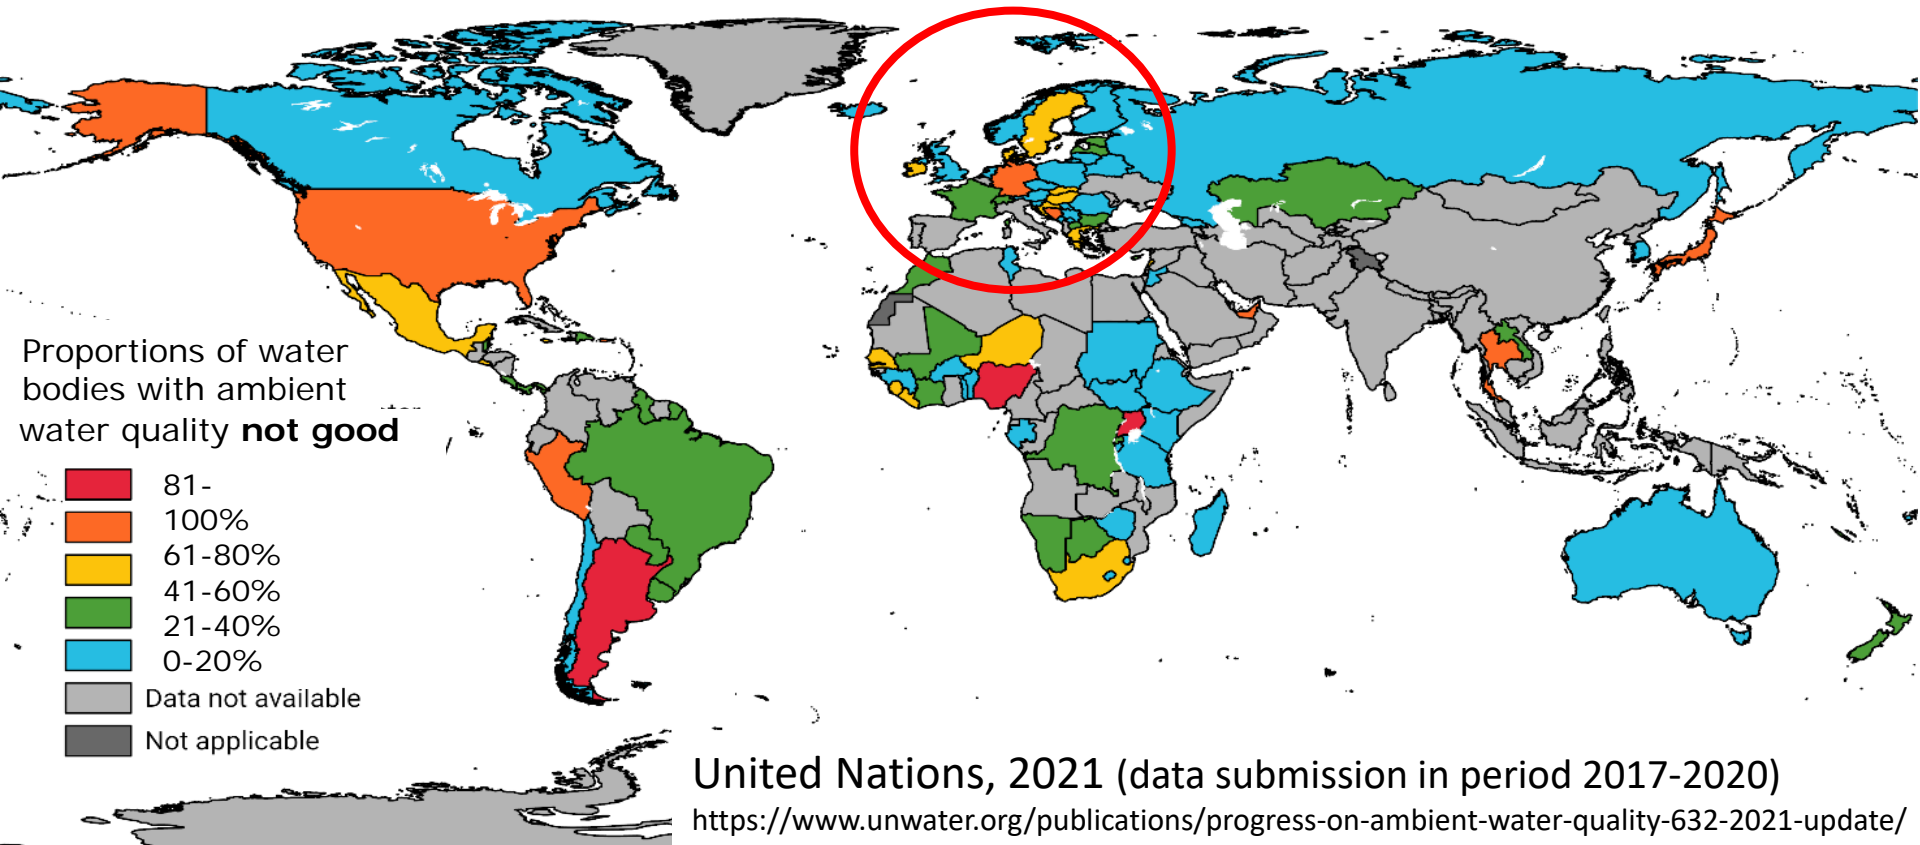 Proportions of water
bodies with ambient
water quality not good
81-
100%
61-80%
41-60%
21-40%
0-20%
Data not available
Not applicable
United Nations, 2021 (data submission in period 2017-2020)
https://www.unwater.org/publications/progress-on-ambient-water-quality-632-2021-update/